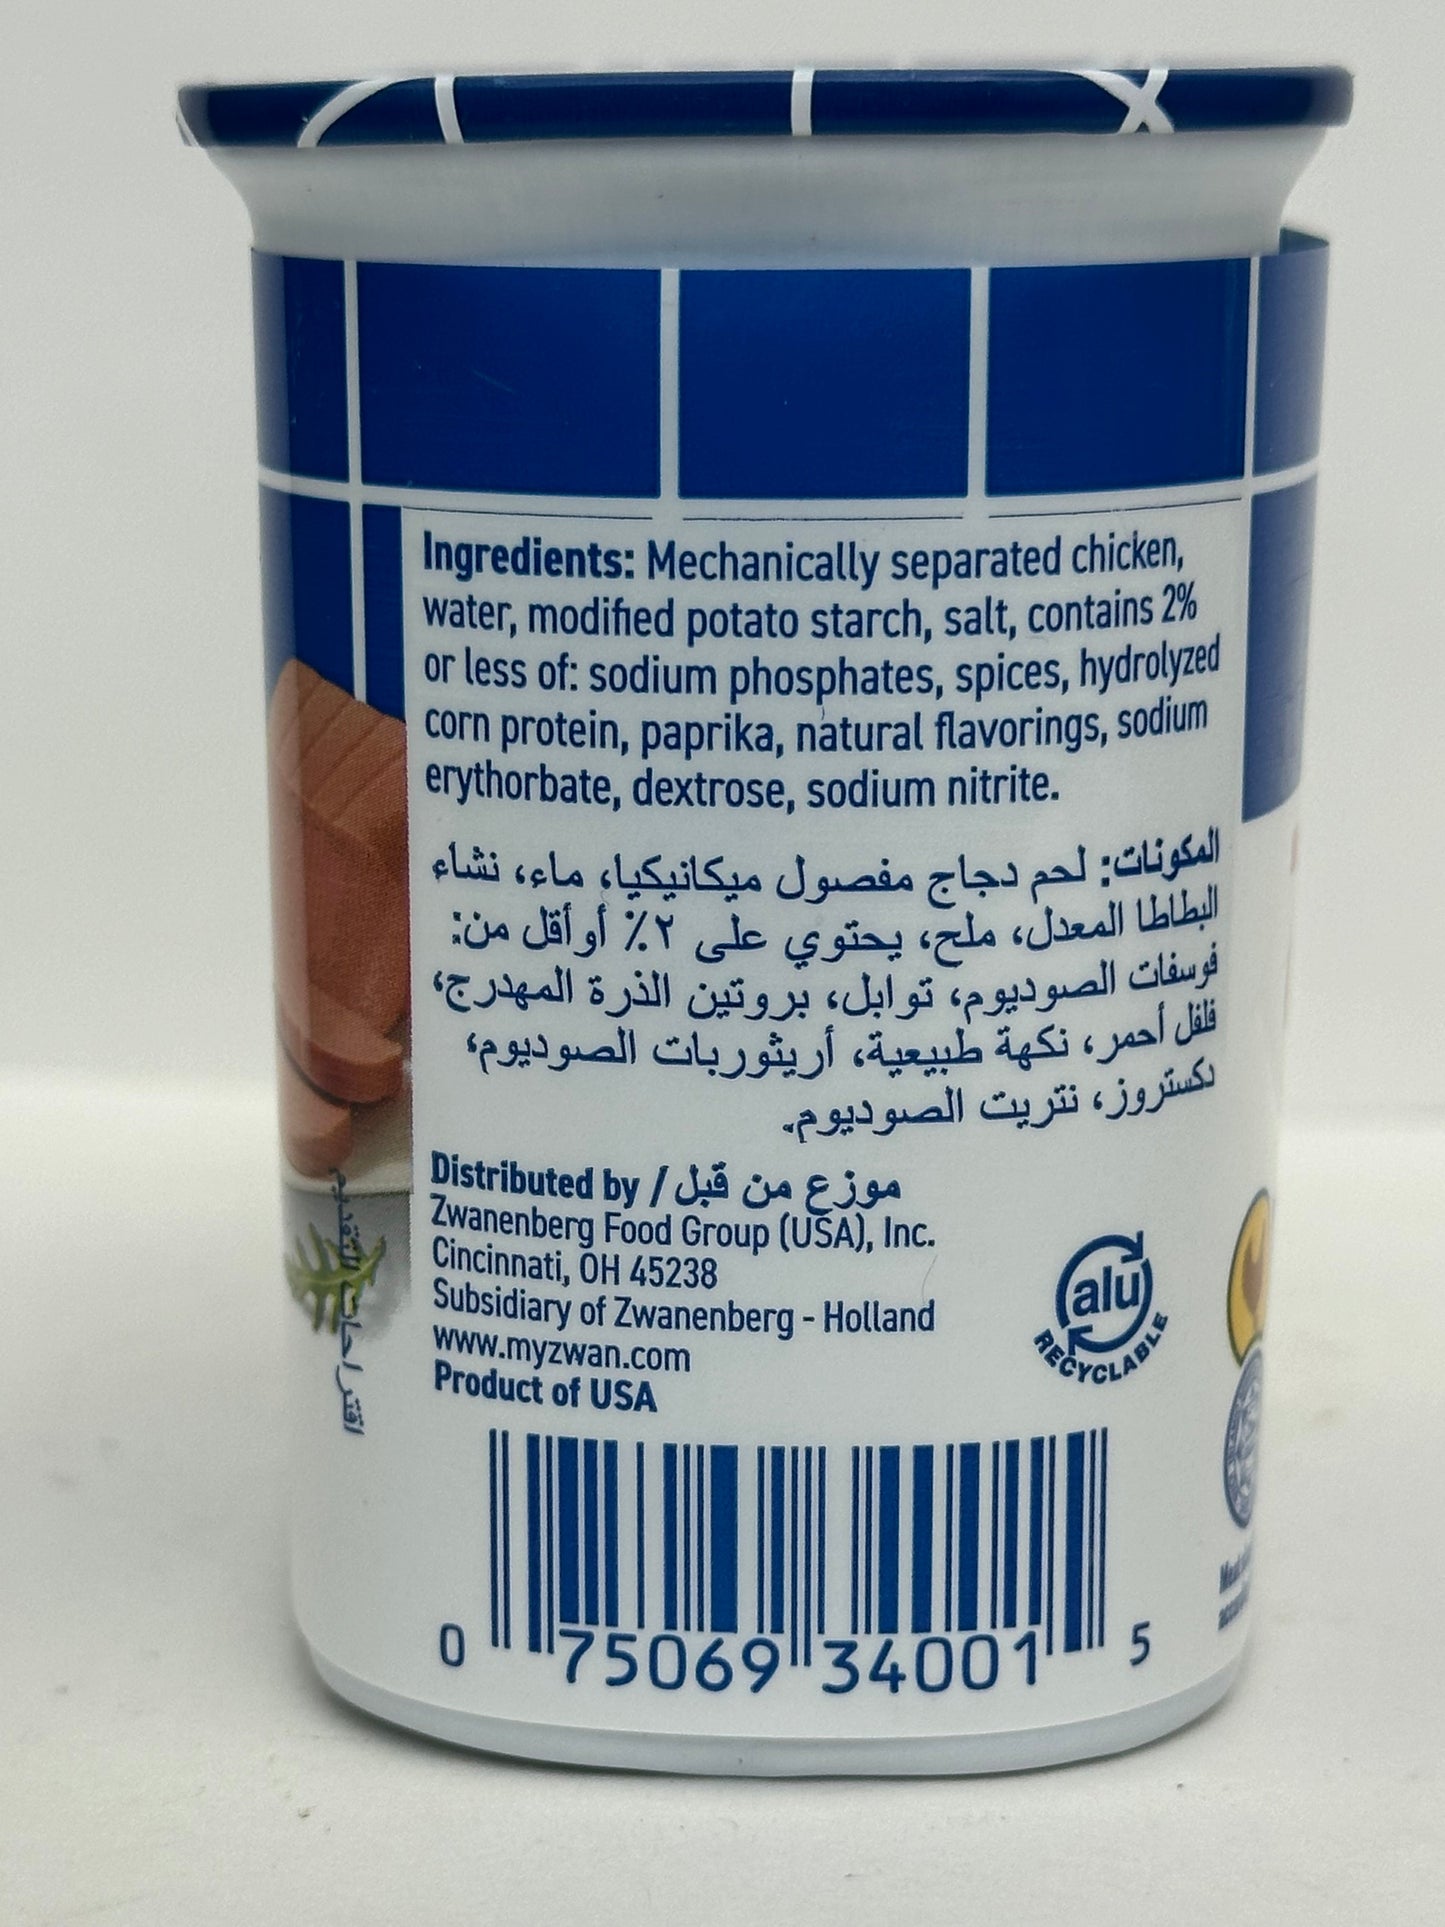 Ingredients: Mechanically separated chicken,
water, modified potato starch, salt, contains 2%
or less of: sodium phosphates, spices, hydrolyzed
corn protein, paprika, natural flavorings, sodium
erythorbate, dextrose, sodium nitrite.
المكونات: لحم دجاج مفصول ميكانيكيا، ماء، نشاء
البطاطا المعدل، ملح، يحتوي على ٢٪ أو أقل من:
فوسفات الصوديوم، توابل، بروتين الذرة المهدرج،
فلفل أحمر، نكهة طبيعية، أريثوربات الصوديوم،
دكستروز، نتريت الصوديوم.
Distributed by / موزع من قبل
Zwanenberg Food Group (USA), Inc.
Cincinnati, OH 45238
Subsidiary of Zwanenberg - Holland
www.myzwan.com
Product of USA
alu
RECYCLABLE
اقتراحات التقديم
0 75069 34001 5